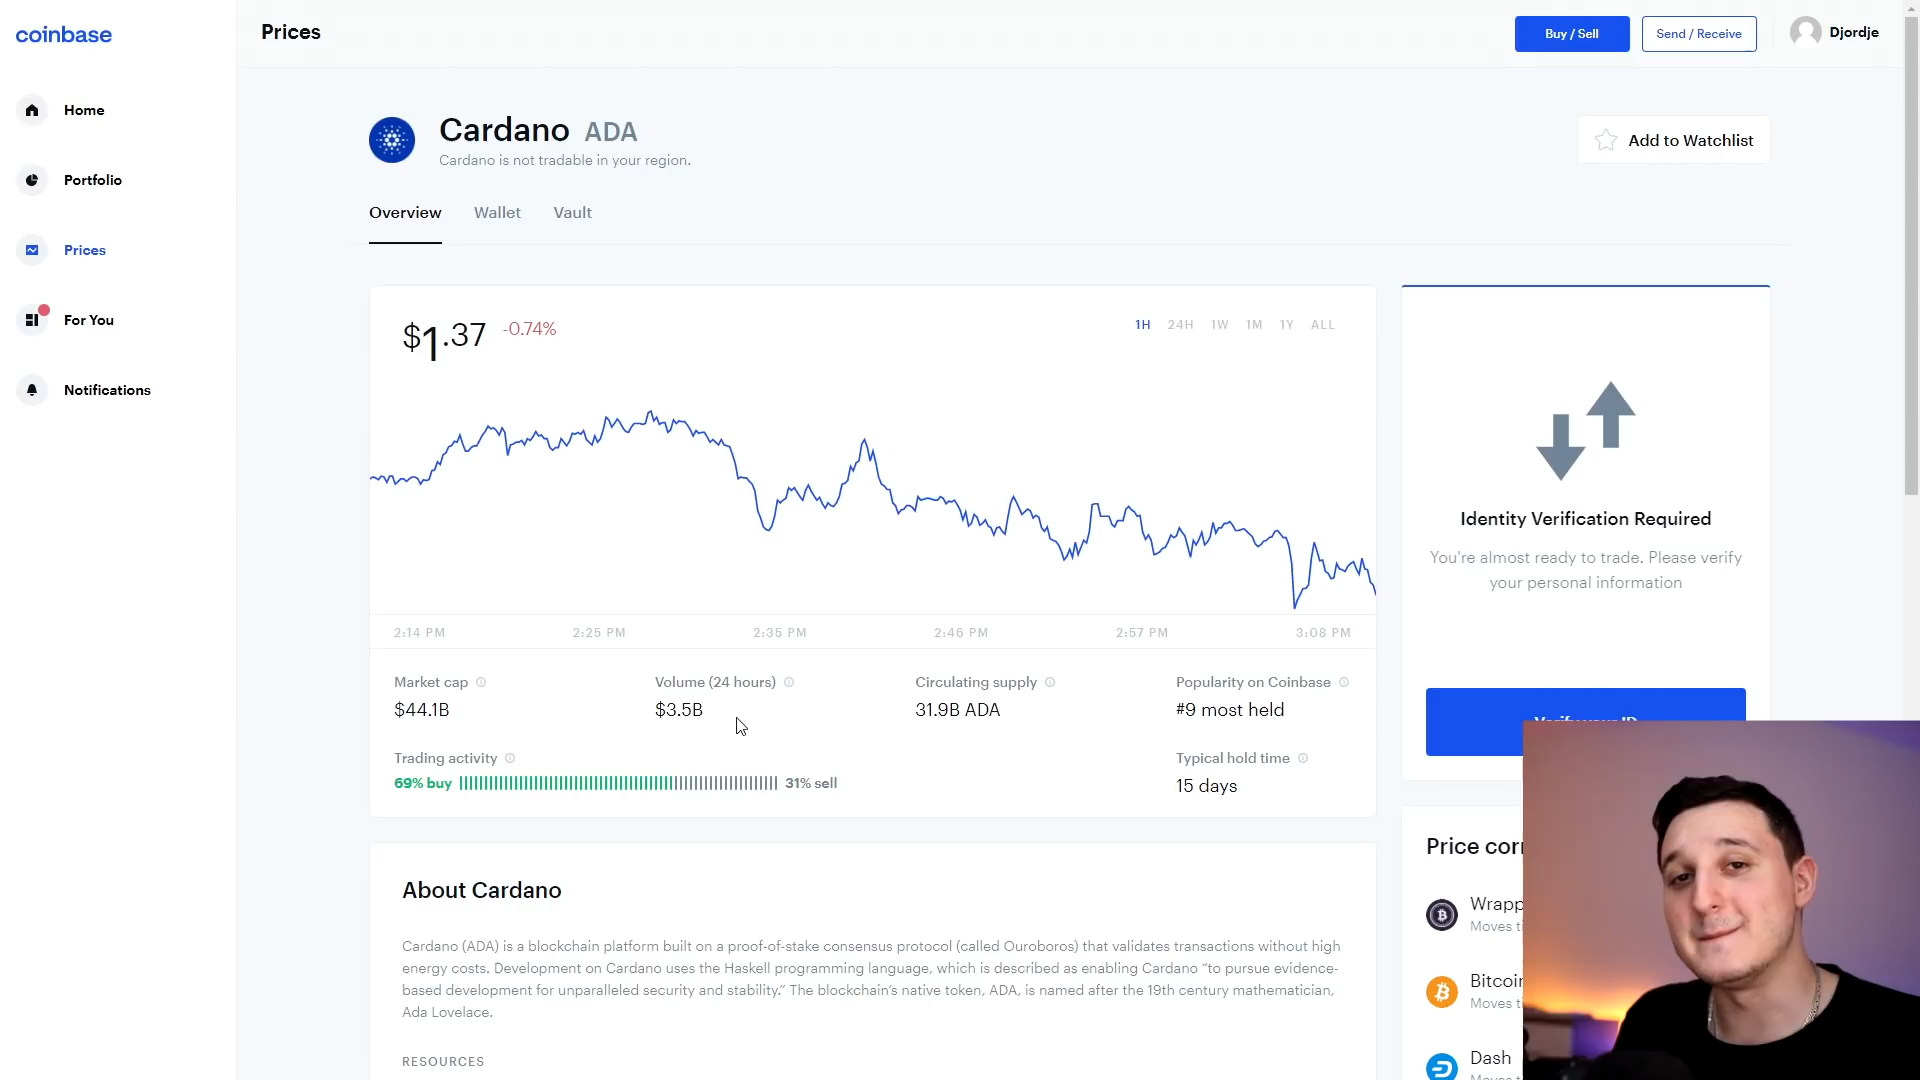 coinbase
Prices
Buy / Sell
Send / Receive
Djordje
Home
Portfolio
Prices
For You
Notifications
Cardano ADA
Cardano is not tradable in your region.
Add to Watchlist
Overview
Wallet
Vault
$1.37 -0.74%
1H 24H 1W 1M 1Y ALL
2:14 PM 2:25 PM 2:35 PM 2:46 PM 2:57 PM 3:08 PM
Market cap
$44.1B
Volume (24 hours)
$3.5B
Circulating supply
31.9B ADA
Popularity on Coinbase
#9 most held
Trading activity
69% buy
31% sell
Typical hold time
15 days
Identity Verification Required
You're almost ready to trade. Please verify
your personal information
About Cardano
Cardano (ADA) is a blockchain platform built on a proof-of-stake consensus protocol (called Ouroboros) that validates transactions without high
energy costs. Development on Cardano uses the Haskell programming language, which is described as enabling Cardano “to pursue evidence-
based development for unparalleled security and stability.” The blockchain’s native token, ADA, is named after the 19th century mathematician,
Ada Lovelace.
RESOURCES
Price
Dash